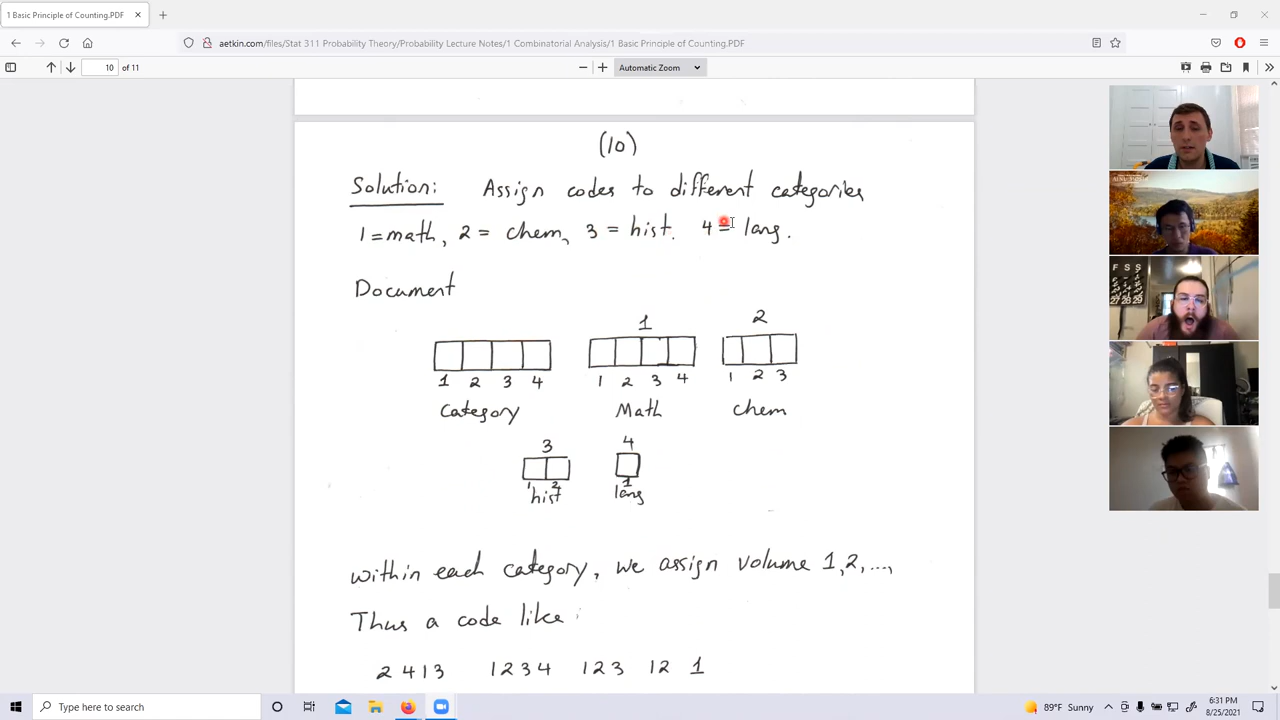 1 Basic Principle of Counting.PDF
aetkin.com/files/Stat 311 Probability Theory/Probability Lecture Notes/1 Combinatorial Analysis/1 Basic Principle of Counting.PDF
10 of 11
Automatic Zoom
(10)
Solution: Assign codes to different categories
1 = math, 2 = chem, 3 = hist. 4 = lang.
Document
1 2
1 2 3 4 1 2 3 4 1 2 3
Category Math Chem
3 4
1 2 1
hist lang
within each category, we assign volume 1,2,...,
Thus a code like :
2 4 1 3 1 2 3 4 1 2 3 1 2 1
F S S
27 28 29
Type here to search
89°F Sunny
6:31 PM
8/25/2021